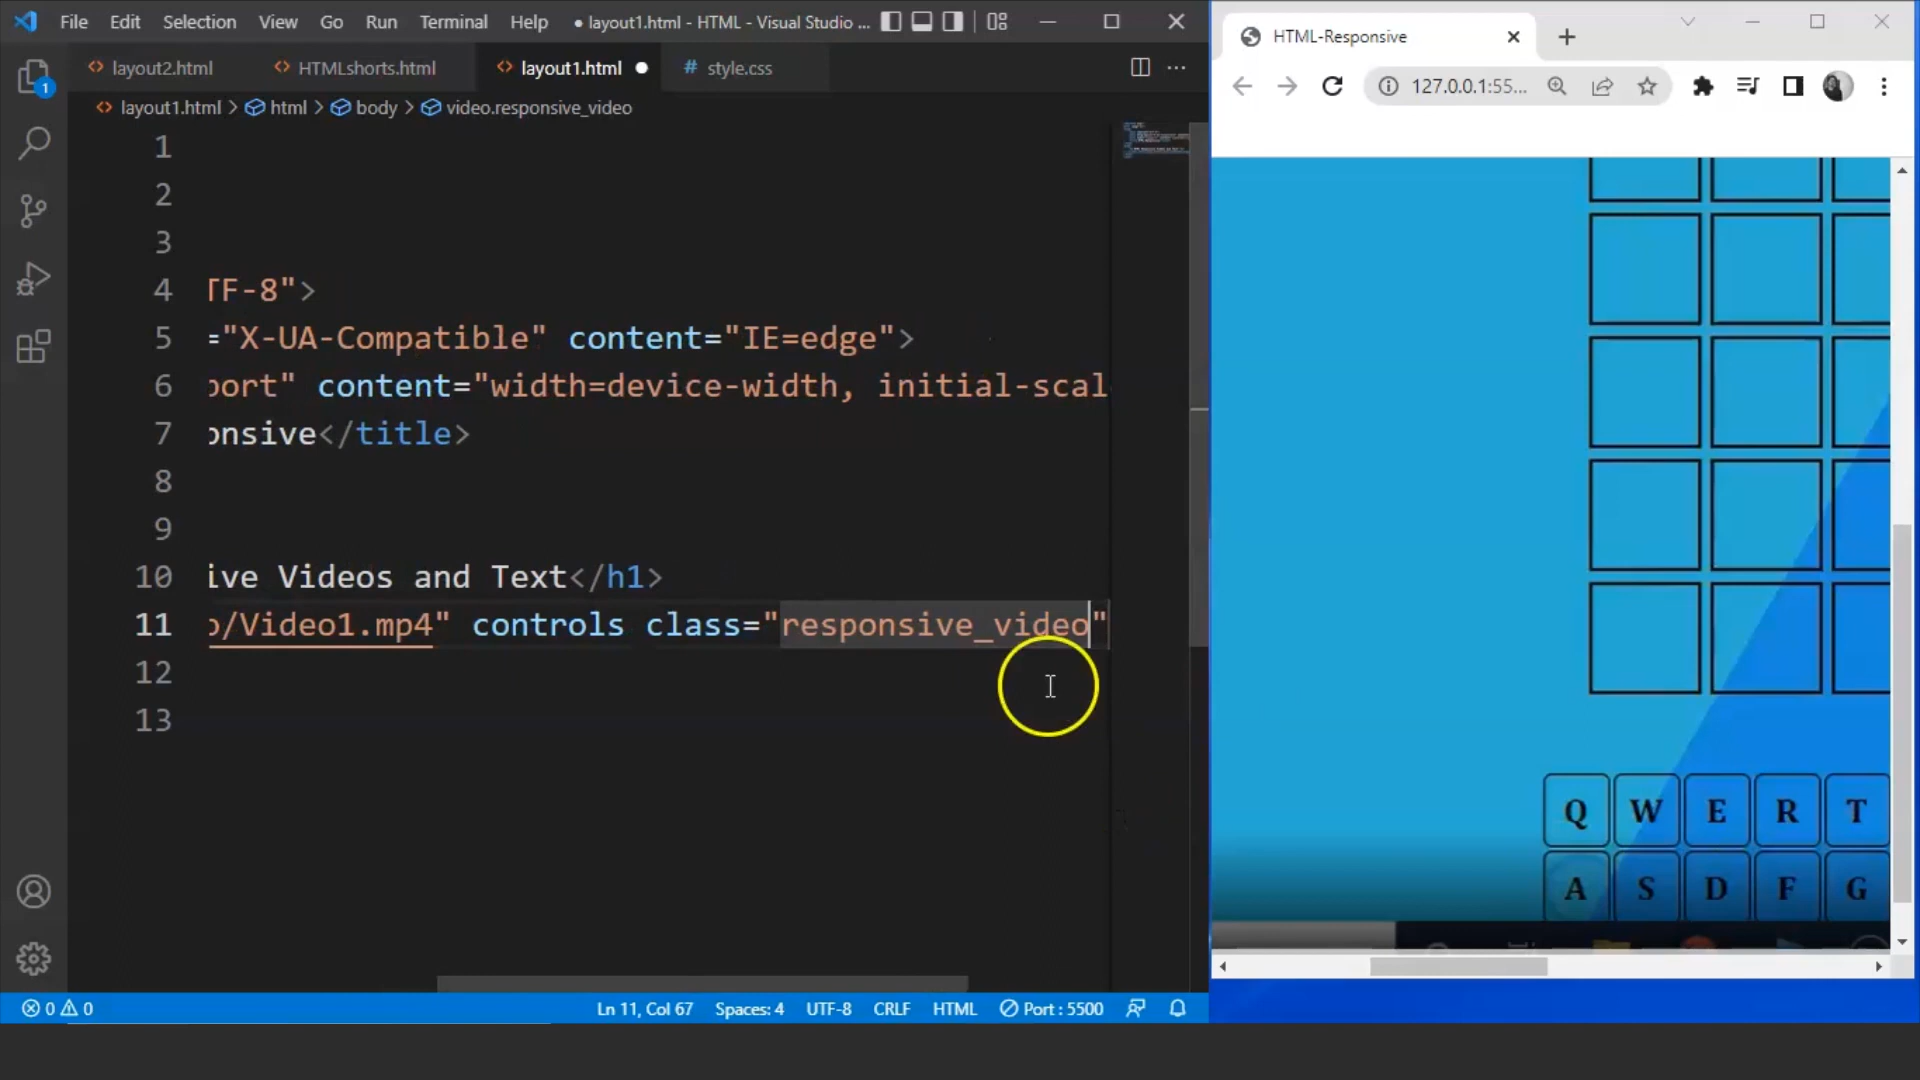 File Edit Selection View Go Run Terminal Help ● layout1.html - HTML - Visual Studio ...
HTML-Responsive
layout2.html HTMLshorts.html layout1.html ● # style.css
127.0.0.1:55...
1
layout1.html > html > body > video.responsive_video
1
2
3
4 TF-8">
5 ="X-UA-Compatible" content="IE=edge">
6 port" content="width=device-width, initial-scal
7 onsive</title>
8
9
10 ive Videos and Text</h1>
11 o/Video1.mp4" controls class="responsive_video"
12
13
Q W E R T
A S D F G
0 0 Ln 11, Col 67 Spaces: 4 UTF-8 CRLF HTML Port : 5500